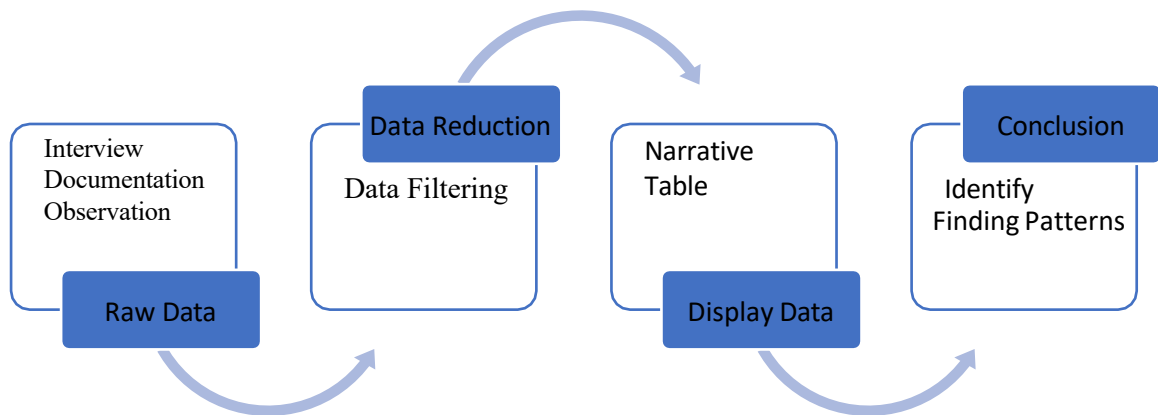 Interview
Documentation
Observation
Raw Data
Data Reduction
Data Filtering
Narrative
Table
Display Data
Conclusion
Identify
Finding Patterns